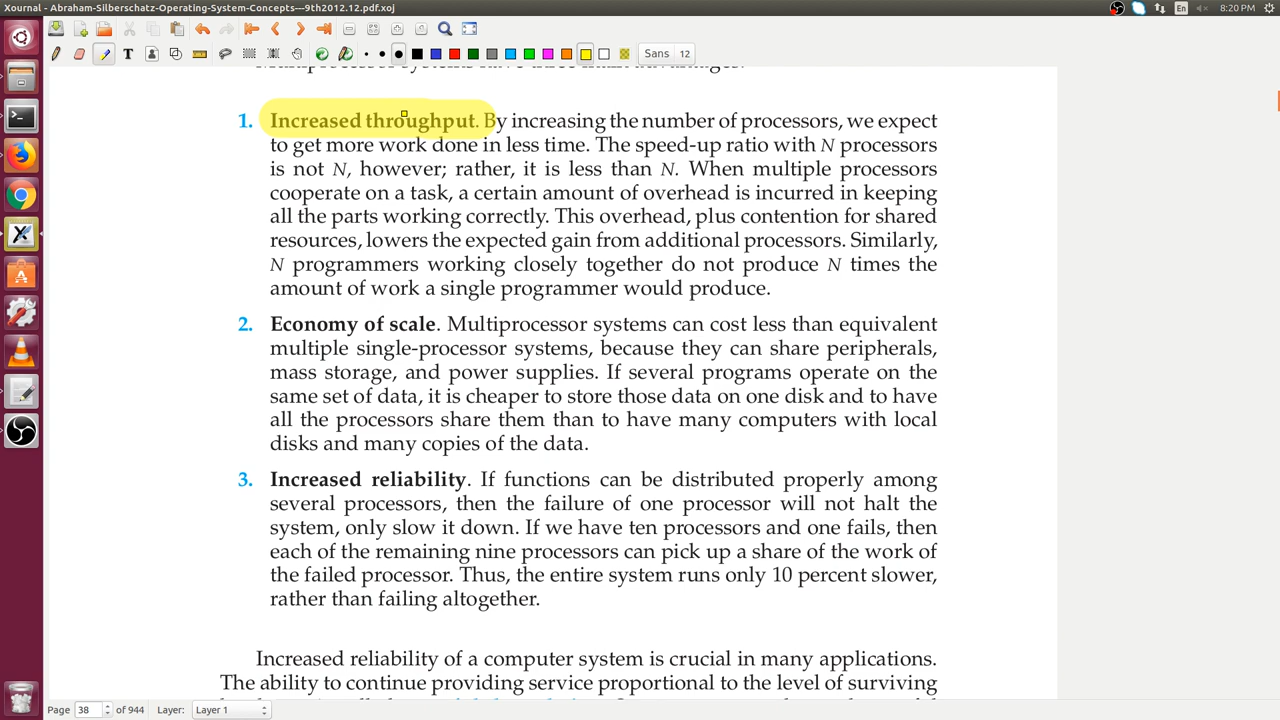 Xournal - Abraham-Silberschatz-Operating-System-Concepts---9th2012.12.pdf.xoj
En
8:20 PM
Sans 12
Multiprocessor systems have three main advantages:
1. Increased throughput. By increasing the number of processors, we expect
to get more work done in less time. The speed-up ratio with N processors
is not N, however; rather, it is less than N. When multiple processors
cooperate on a task, a certain amount of overhead is incurred in keeping
all the parts working correctly. This overhead, plus contention for shared
resources, lowers the expected gain from additional processors. Similarly,
N programmers working closely together do not produce N times the
amount of work a single programmer would produce.
2. Economy of scale. Multiprocessor systems can cost less than equivalent
multiple single-processor systems, because they can share peripherals,
mass storage, and power supplies. If several programs operate on the
same set of data, it is cheaper to store those data on one disk and to have
all the processors share them than to have many computers with local
disks and many copies of the data.
3. Increased reliability. If functions can be distributed properly among
several processors, then the failure of one processor will not halt the
system, only slow it down. If we have ten processors and one fails, then
each of the remaining nine processors can pick up a share of the work of
the failed processor. Thus, the entire system runs only 10 percent slower,
rather than failing altogether.
Increased reliability of a computer system is crucial in many applications.
The ability to continue providing service proportional to the level of surviving
Page 38 of 944 Layer: Layer 1